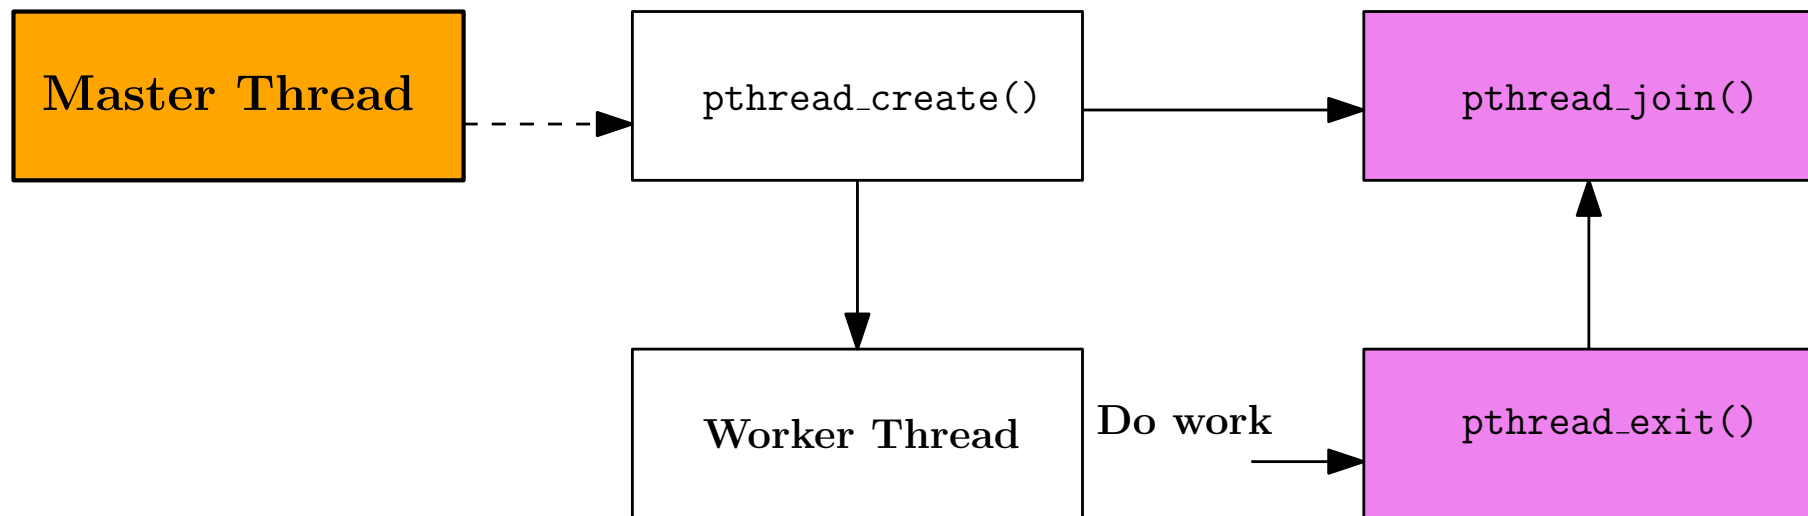 Master Thread
pthread_create()
pthread_join()
Worker Thread
Do work
pthread_exit()